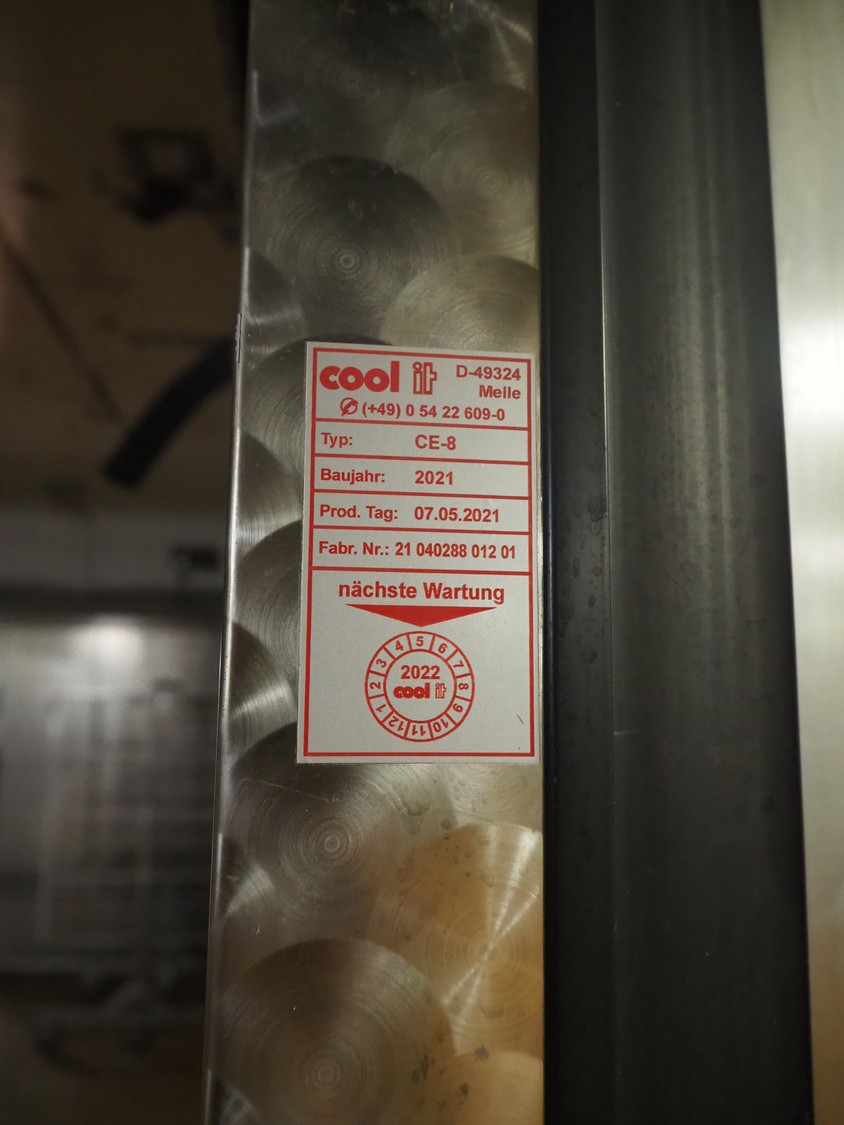 cool it D-49324
Melle
(+49) 0 54 22 609-0
Typ: CE-8
Baujahr: 2021
Prod. Tag: 07.05.2021
Fabr. Nr.: 21 040288 012 01
nächste Wartung
1 2 3 4 5 6 7 8 9 10 11 12
2022
cool it